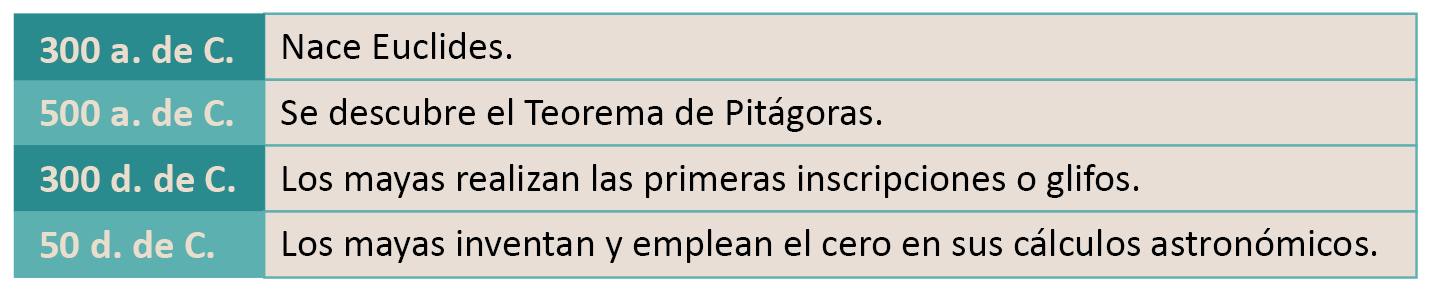 300 a. de C. Nace Euclides.
500 a. de C. Se descubre el Teorema de Pitágoras.
300 d. de C. Los mayas realizan las primeras inscripciones o glifos.
50 d. de C. Los mayas inventan y emplean el cero en sus cálculos astronómicos.